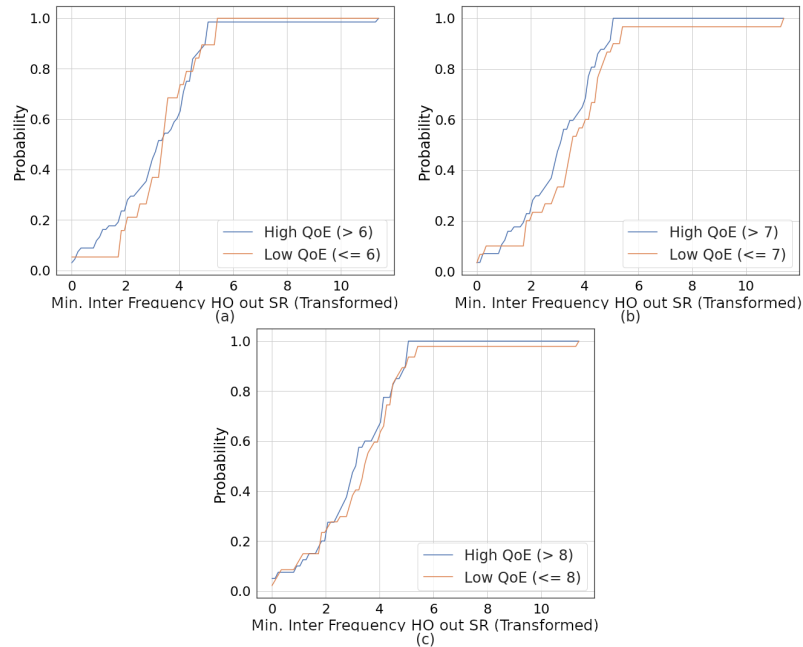 1.0
0.8
0.6
0.4
0.2
0.0
Probability
High QoE (> 6)
Low QoE (<= 6)
0 2 4 6 8 10
Min. Inter Frequency HO out SR (Transformed)
(a)
1.0
0.8
0.6
0.4
0.2
0.0
Probability
High QoE (> 7)
Low QoE (<= 7)
0 2 4 6 8 10
Min. Inter Frequency HO out SR (Transformed)
(b)
1.0
0.8
0.6
0.4
0.2
0.0
Probability
High QoE (> 8)
Low QoE (<= 8)
0 2 4 6 8 10
Min. Inter Frequency HO out SR (Transformed)
(c)